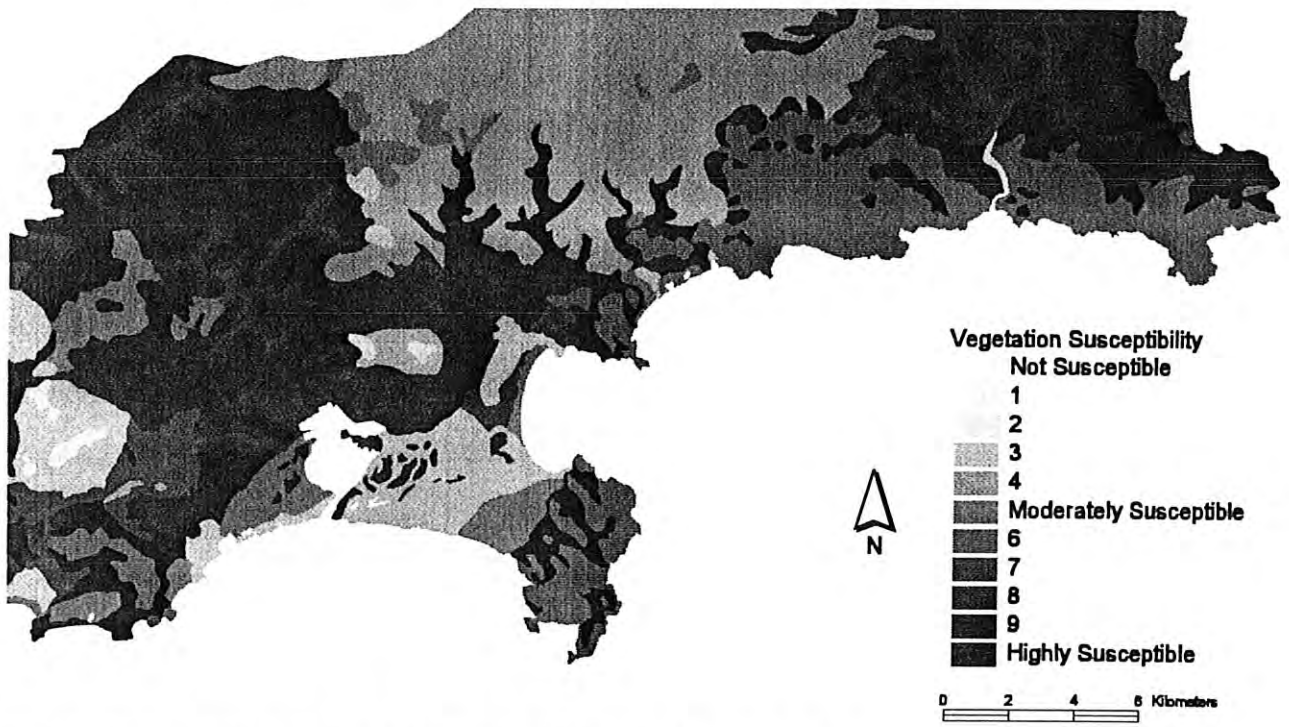 Vegetation Susceptibility
Not Susceptible
1
2
3
4
Moderately Susceptible
6
7
8
9
Highly Susceptible
N
0 2 4 6 Kilometers